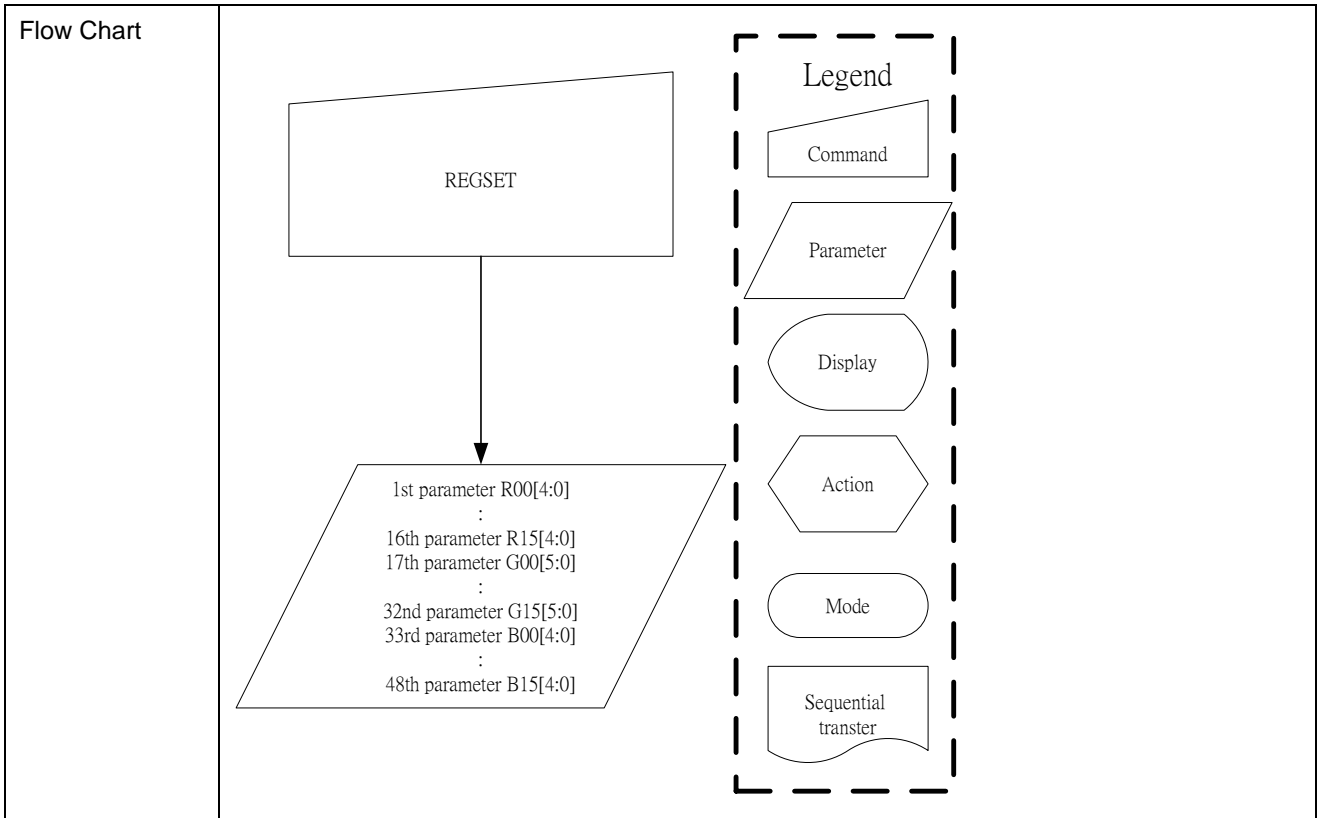 Flow Chart
REGSET
1st parameter R00[4:0]
:
16th parameter R15[4:0]
17th parameter G00[5:0]
:
32nd parameter G15[5:0]
33rd parameter B00[4:0]
:
48th parameter B15[4:0]
Legend
Command
Parameter
Display
Action
Mode
Sequential
transter